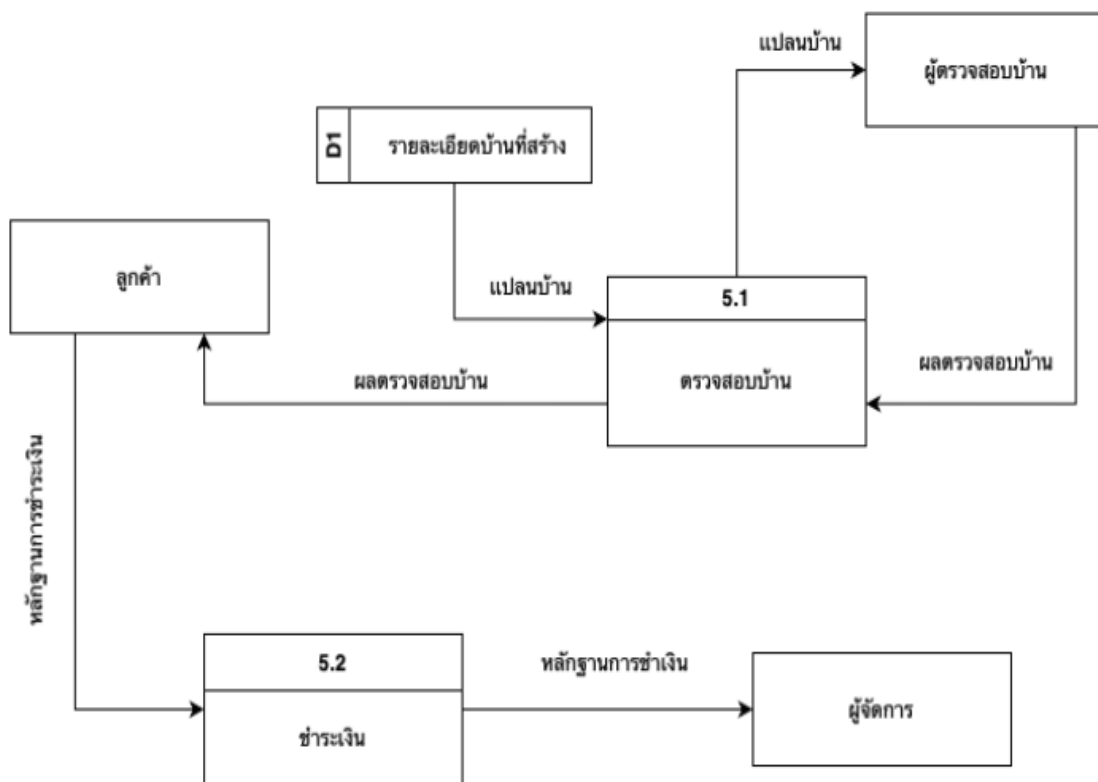 แปลนบ้าน
ผู้ตรวจสอบบ้าน
D1
รายละเอียดบ้านที่สร้าง
ลูกค้า
แปลนบ้าน
5.1
ผลตรวจสอบบ้าน
ตรวจสอบบ้าน
ผลตรวจสอบบ้าน
หลักฐานการชำระเงิน
5.2
หลักฐานการชำเงิน
ชำระเงิน
ผู้จัดการ